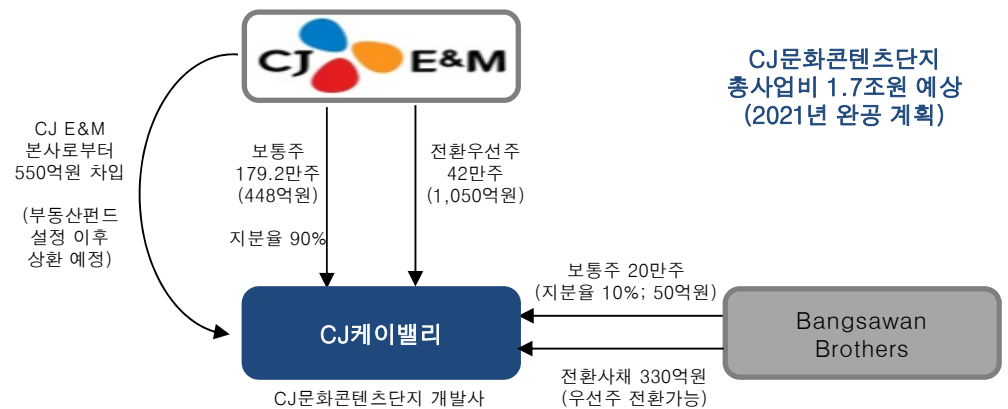 CJ E&M
CJ문화콘텐츠단지
총사업비 1.7조원 예상
(2021년 완공 계획)
CJ E&M
본사로부터
550억원 차입
(부동산펀드
설정 이후
상환 예정)
보통주
179.2만주
(448억원)
지분율 90%
전환우선주
42만주
(1,050억원)
보통주 20만주
(지분율 10%; 50억원)
CJ케이밸리
Bangsawan
Brothers
전환사채 330억원
(우선주 전환가능)
CJ문화콘텐츠단지 개발사